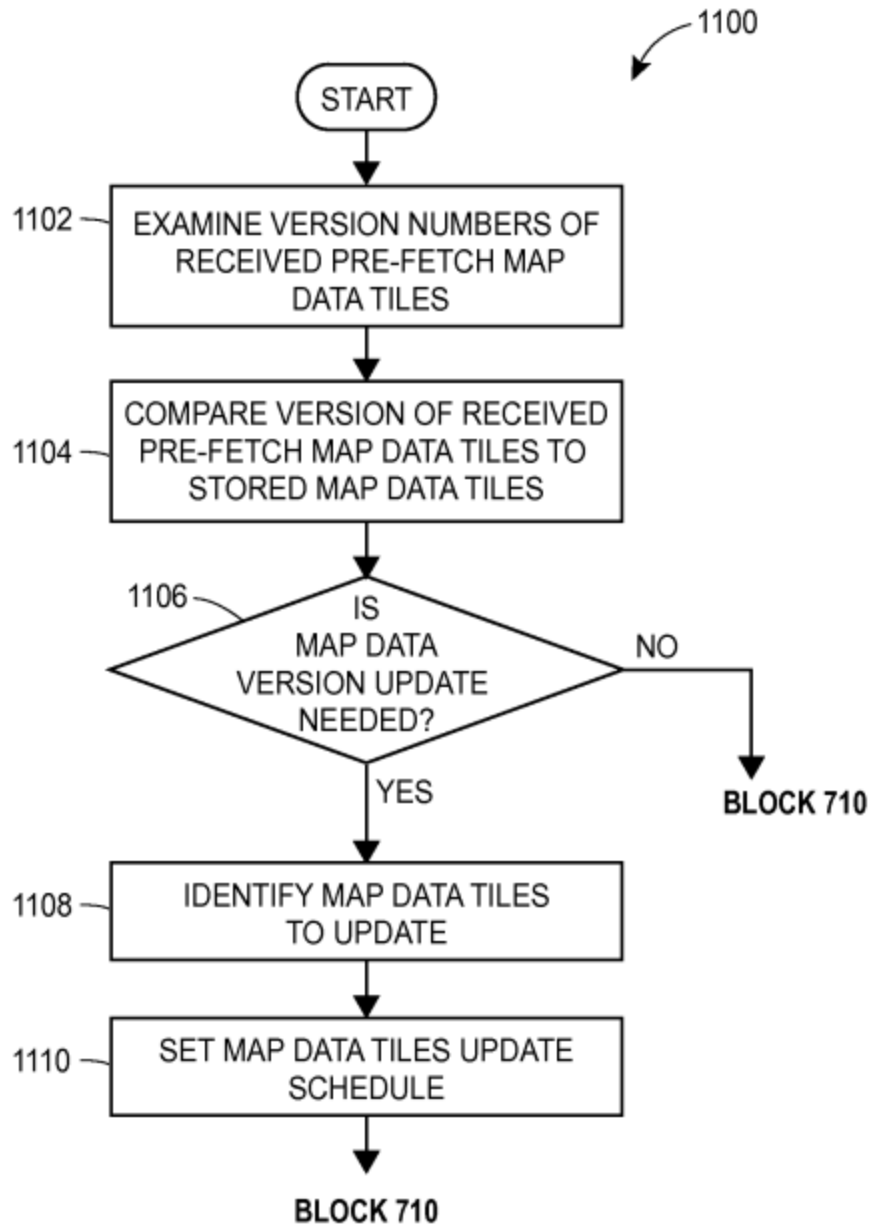 1100
START
1102
EXAMINE VERSION NUMBERS OF
RECEIVED PRE-FETCH MAP
DATA TILES
1104
COMPARE VERSION OF RECEIVED
PRE-FETCH MAP DATA TILES TO
STORED MAP DATA TILES
1106
IS
MAP DATA
VERSION UPDATE
NEEDED?
NO
YES
BLOCK 710
1108
IDENTIFY MAP DATA TILES
TO UPDATE
1110
SET MAP DATA TILES UPDATE
SCHEDULE
BLOCK 710